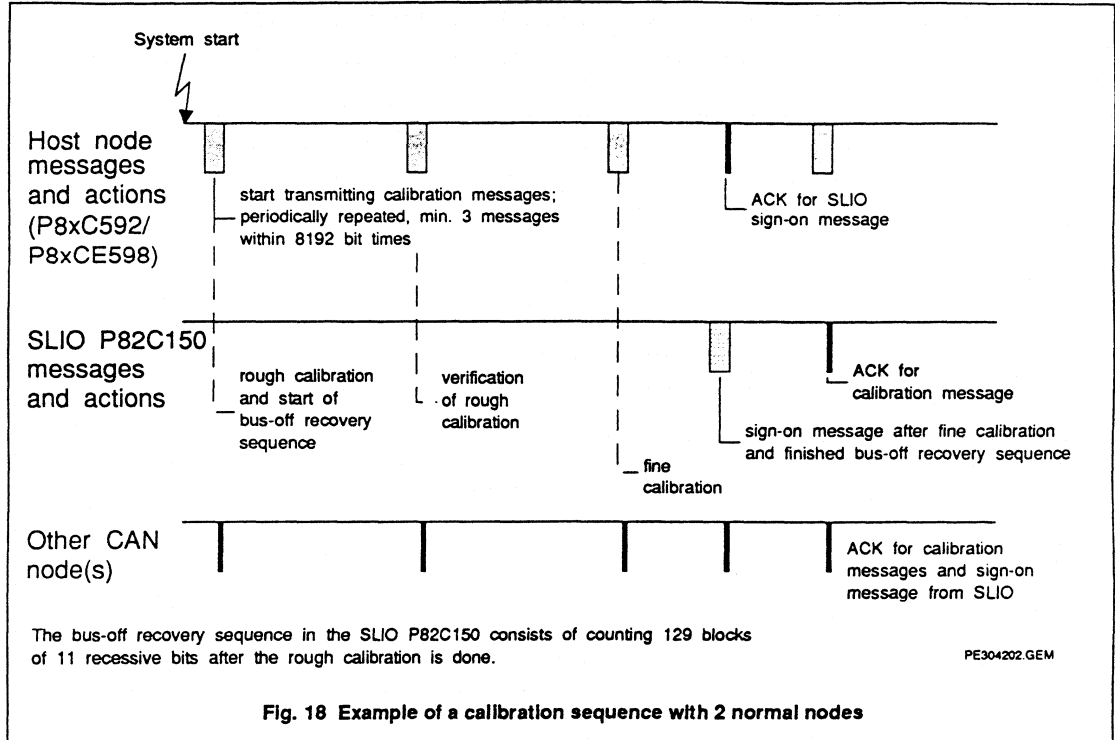 System start
Host node
messages
and actions
(P8xC592/
P8xCE598)
start transmitting calibration messages;
periodically repeated, min. 3 messages
within 8192 bit times
ACK for SLIO
sign-on message
SLIO P82C150
messages
and actions
rough calibration
and start of
bus-off recovery
sequence
verification
of rough
calibration
fine
calibration
ACK for
calibration message
sign-on message after fine calibration
and finished bus-off recovery sequence
Other CAN
node(s)
ACK for calibration
messages and sign-on
message from SLIO
The bus-off recovery sequence in the SLIO P82C150 consists of counting 129 blocks
of 11 recessive bits after the rough calibration is done.
PE304202.GEM
Fig. 18 Example of a calibration sequence with 2 normal nodes